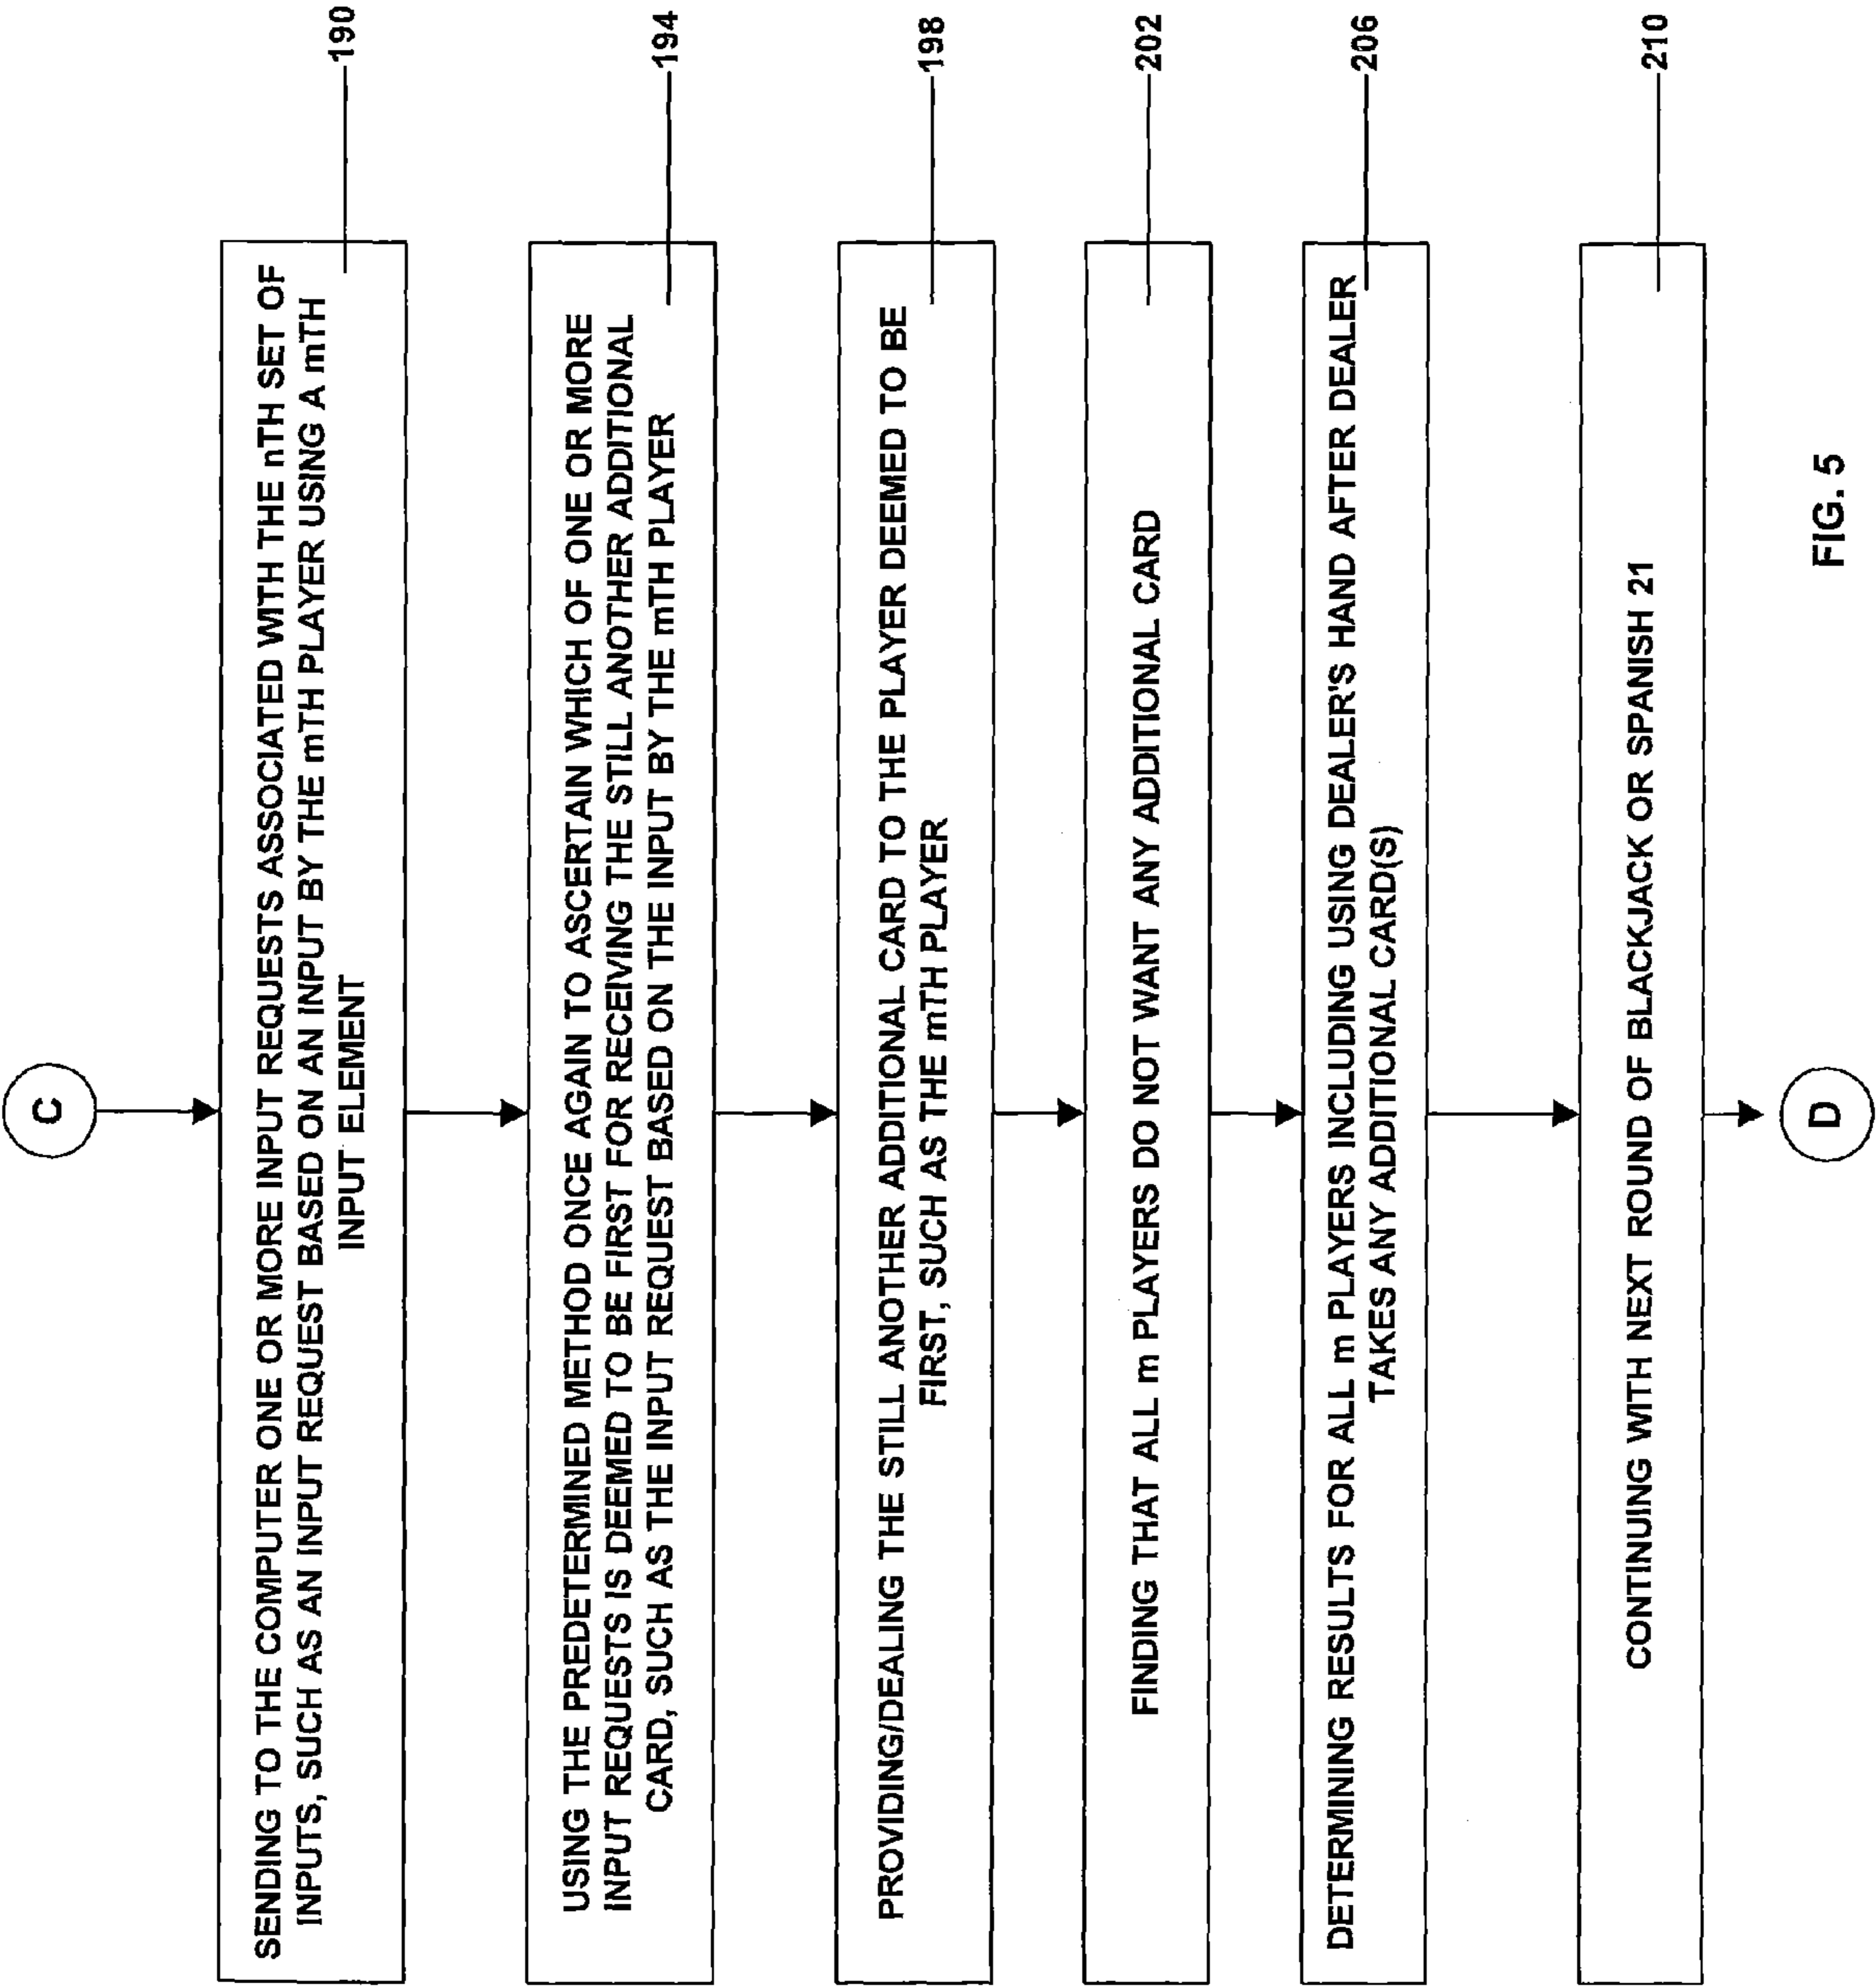 C
SENDING TO THE COMPUTER ONE OR MORE INPUT REQUESTS ASSOCIATED WITH THE nTH SET OF
INPUTS, SUCH AS AN INPUT REQUEST BASED ON AN INPUT BY THE mTH PLAYER USING A mTH
INPUT ELEMENT
190
USING THE PREDETERMINED METHOD ONCE AGAIN TO ASCERTAIN WHICH OF ONE OR MORE
INPUT REQUESTS IS DEEMED TO BE FIRST FOR RECEIVING THE STILL ANOTHER ADDITIONAL
CARD, SUCH AS THE INPUT REQUEST BASED ON THE INPUT BY THE mTH PLAYER
194
PROVIDING/DEALING THE STILL ANOTHER ADDITIONAL CARD TO THE PLAYER DEEMED TO BE
FIRST, SUCH AS THE mTH PLAYER
198
FINDING THAT ALL m PLAYERS DO NOT WANT ANY ADDITIONAL CARD
202
DETERMINING RESULTS FOR ALL m PLAYERS INCLUDING USING DEALER'S HAND AFTER DEALER
TAKES ANY ADDITIONAL CARD(S)
206
CONTINUING WITH NEXT ROUND OF BLACKJACK OR SPANISH 21
210
D
FIG. 5